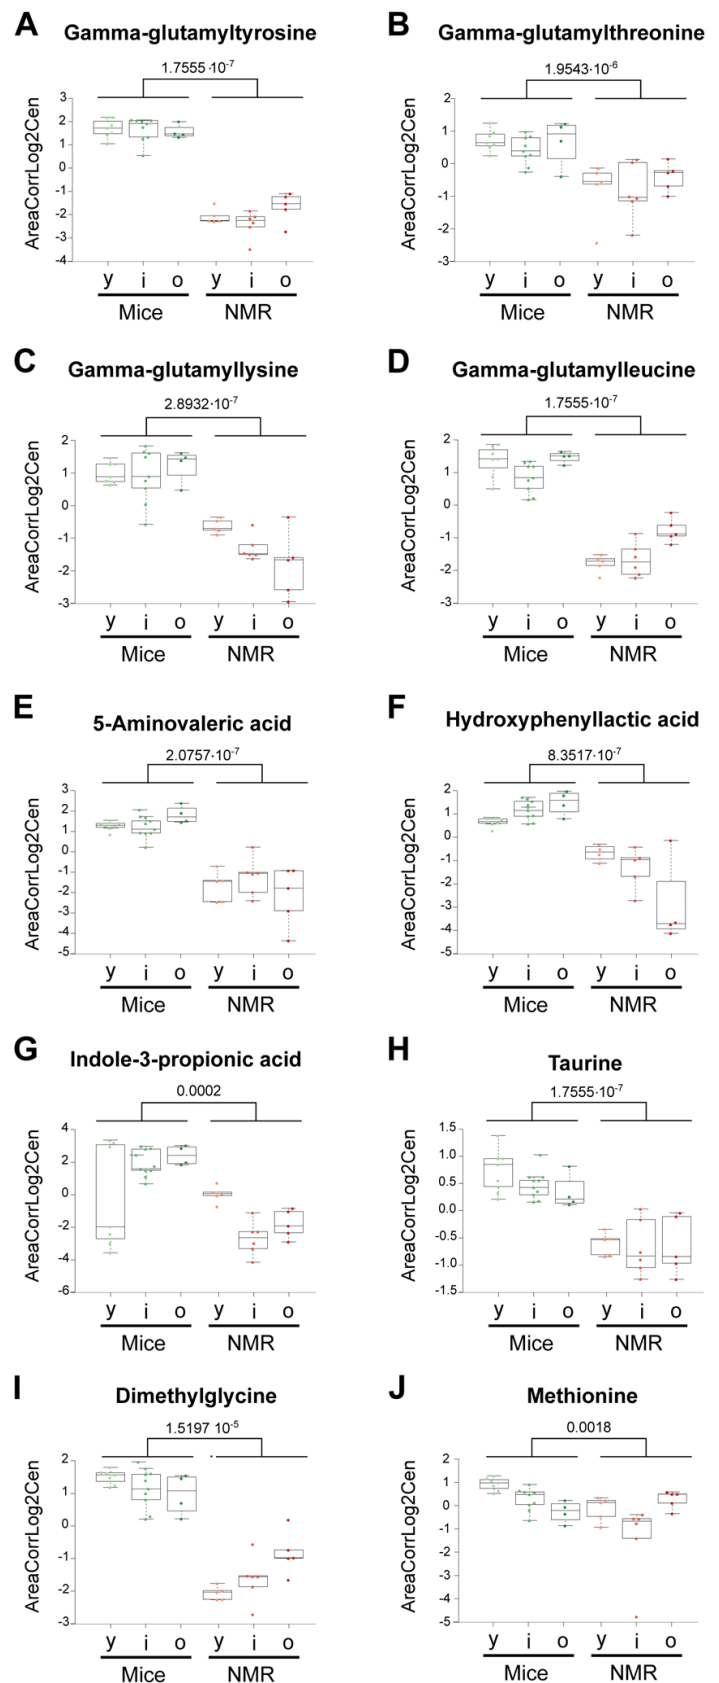 A Gamma-glutamyltyrosine
1.7555·10-7
AreaCorrLog2Cen
3
2
1
0
-1
-2
-3
-4
y i o y i o
Mice NMR
B Gamma-glutamylthreonine
1.9543·10-6
AreaCorrLog2Cen
2
1
0
-1
-2
-3
y i o y i o
Mice NMR
C Gamma-glutamyllysine
2.8932·10-7
AreaCorrLog2Cen
2
1
0
-1
-2
-3
y i o y i o
Mice NMR
D Gamma-glutamylleucine
1.7555·10-7
AreaCorrLog2Cen
2
1
0
-1
-2
-3
y i o y i o
Mice NMR
E 5-Aminovaleric acid
2.0757·10-7
AreaCorrLog2Cen
3
2
1
0
-1
-2
-3
-4
-5
y i o y i o
Mice NMR
F Hydroxyphenyllactic acid
8.3517·10-7
AreaCorrLog2Cen
2
1
0
-1
-2
-3
-4
-5
y i o y i o
Mice NMR
G Indole-3-propionic acid
0.0002
AreaCorrLog2Cen
4
2
0
-2
-4
-6
y i o y i o
Mice NMR
H Taurine
1.7555·10-7
AreaCorrLog2Cen
1.5
1.0
0.5
0.0
-0.5
-1.0
-1.5
y i o y i o
Mice NMR
I Dimethylglycine
1.5197 10-5
AreaCorrLog2Cen
2
1
0
-1
-2
-3
y i o y i o
Mice NMR
J Methionine
0.0018
AreaCorrLog2Cen
2
1
0
-1
-2
-3
-4
-5
y i o y i o
Mice NMR